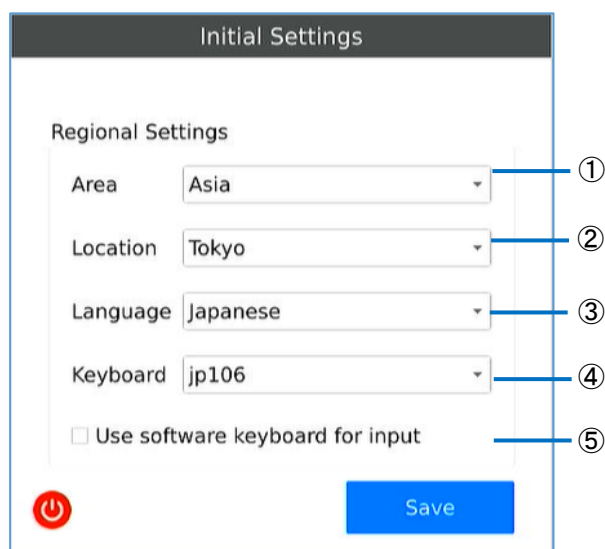 Initial Settings
Regional Settings
Area Asia ①
Location Tokyo ②
Language Japanese ③
Keyboard jp106 ④
Use software keyboard for input ⑤
Save